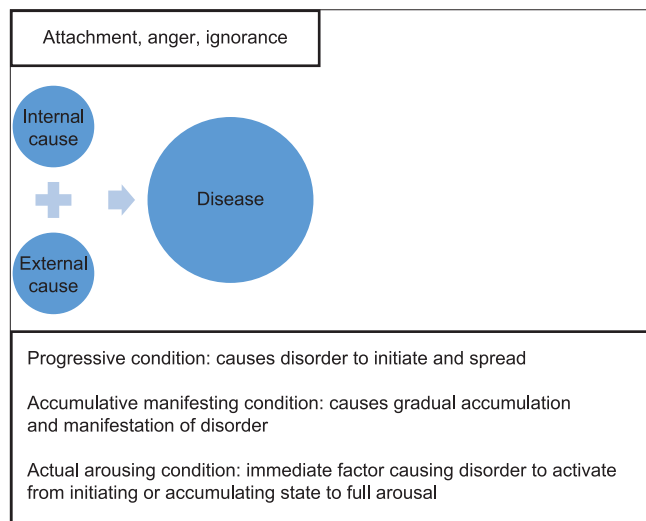 Attachment, anger, ignorance
Internal
cause
Disease
External
cause
Progressive condition: causes disorder to initiate and spread
Accumulative manifesting condition: causes gradual accumulation
and manifestation of disorder
Actual arousing condition: immediate factor causing disorder to activate
from initiating or accumulating state to full arousal